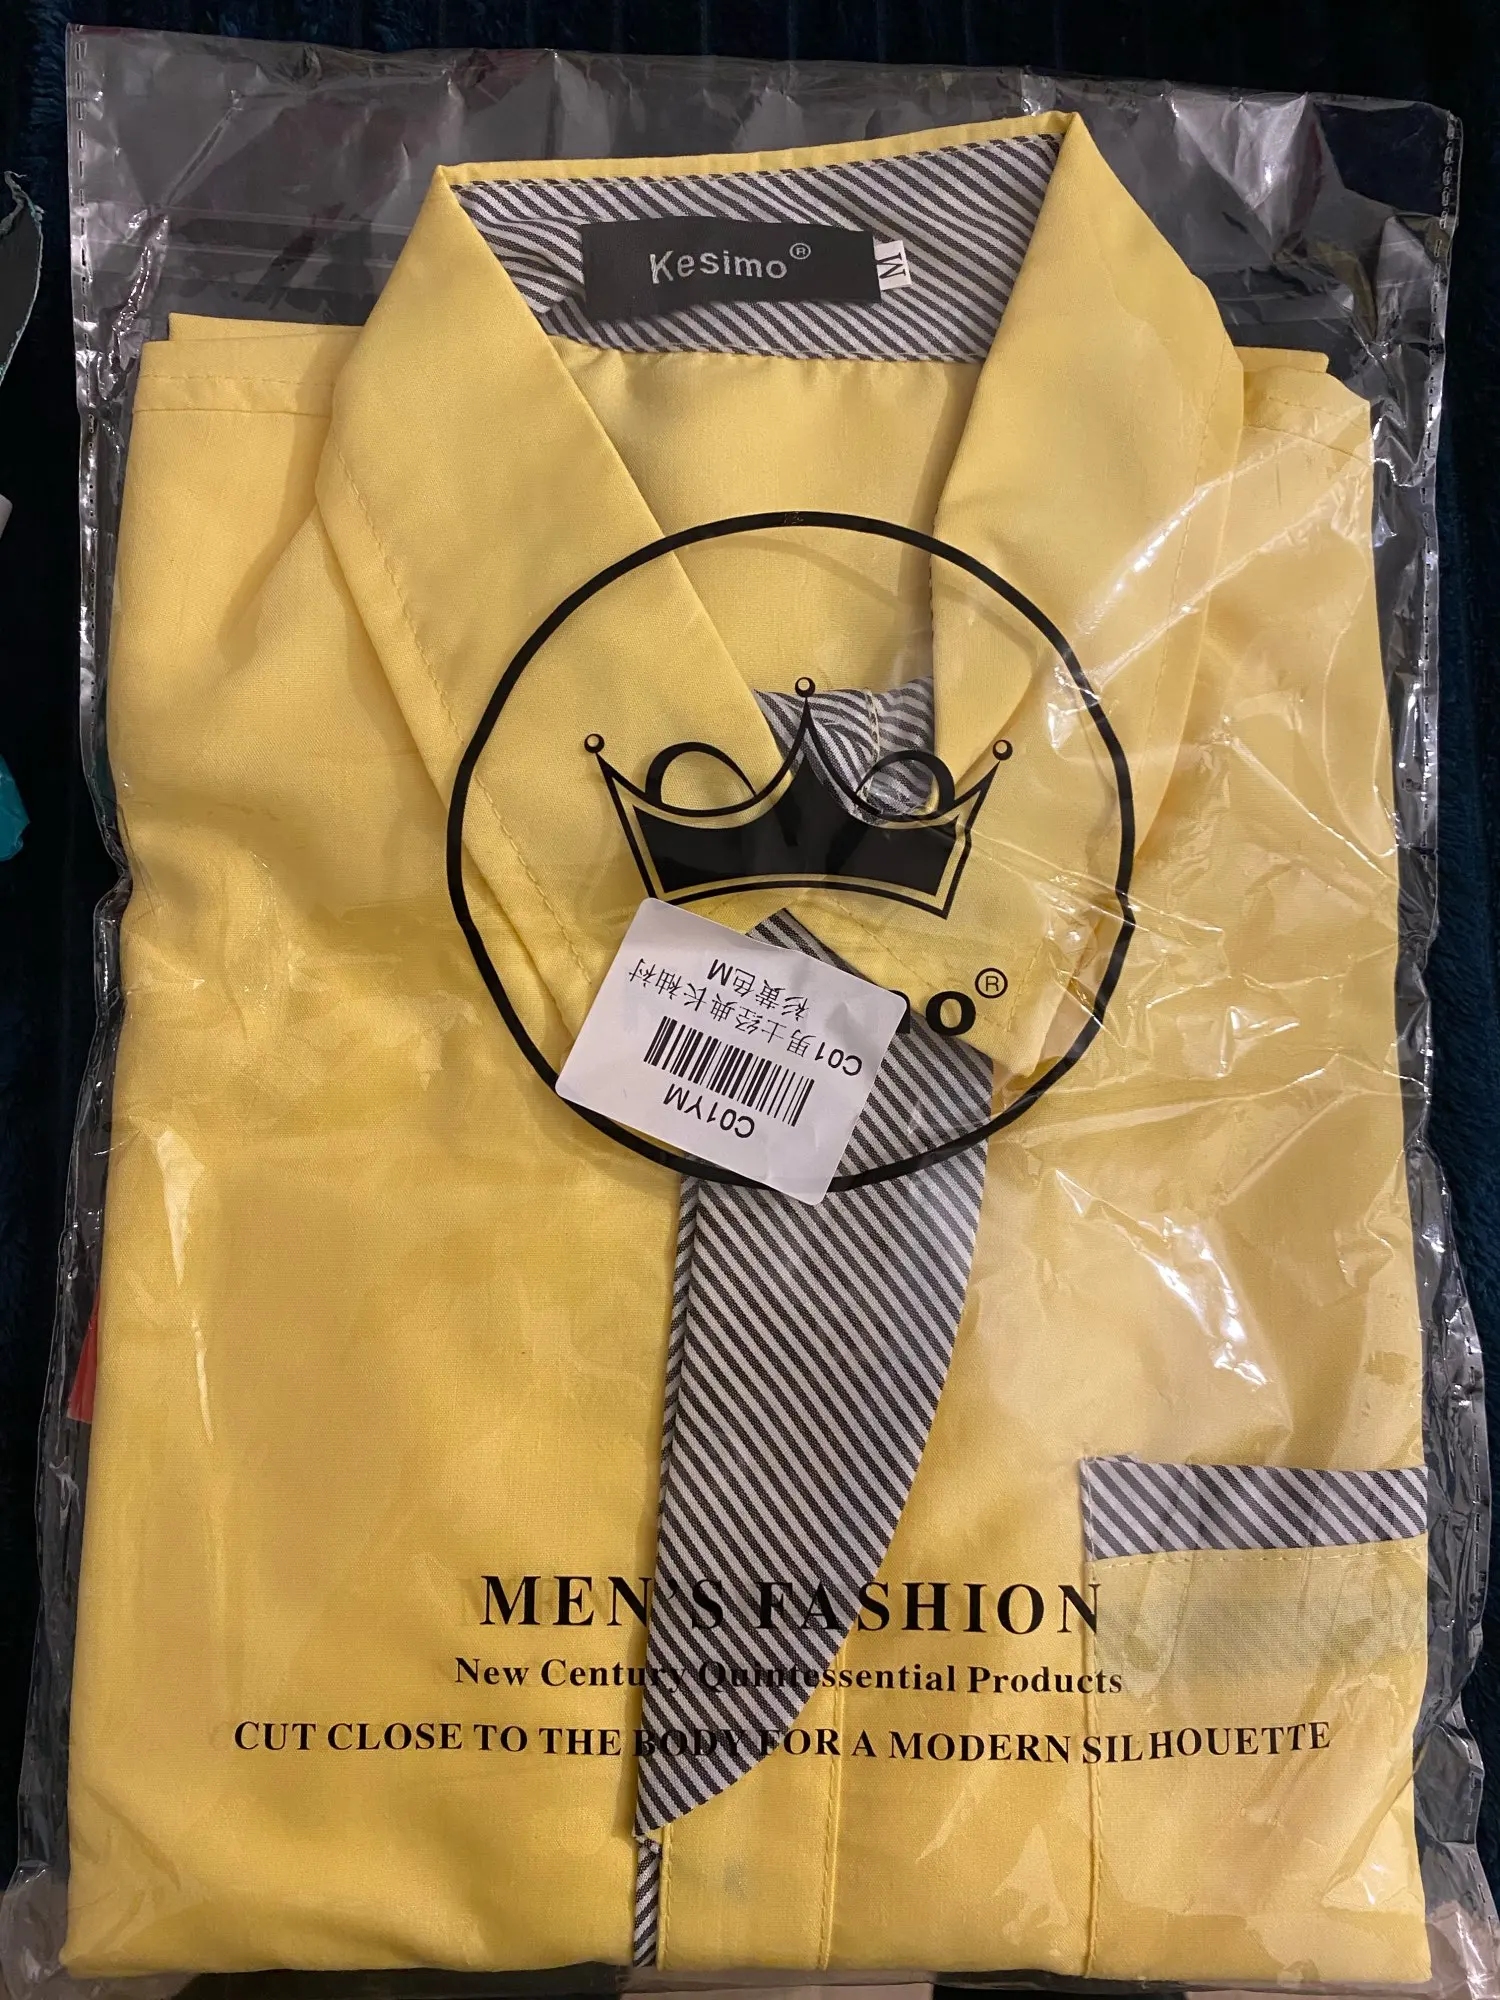 Kesimo®
M
mo®
C01男士经典长袖衬
衫黄色M
C01YM
MEN'S FASHION
New Century Quintessential Products
CUT CLOSE TO THE BODY FOR A MODERN SILHOUETTE